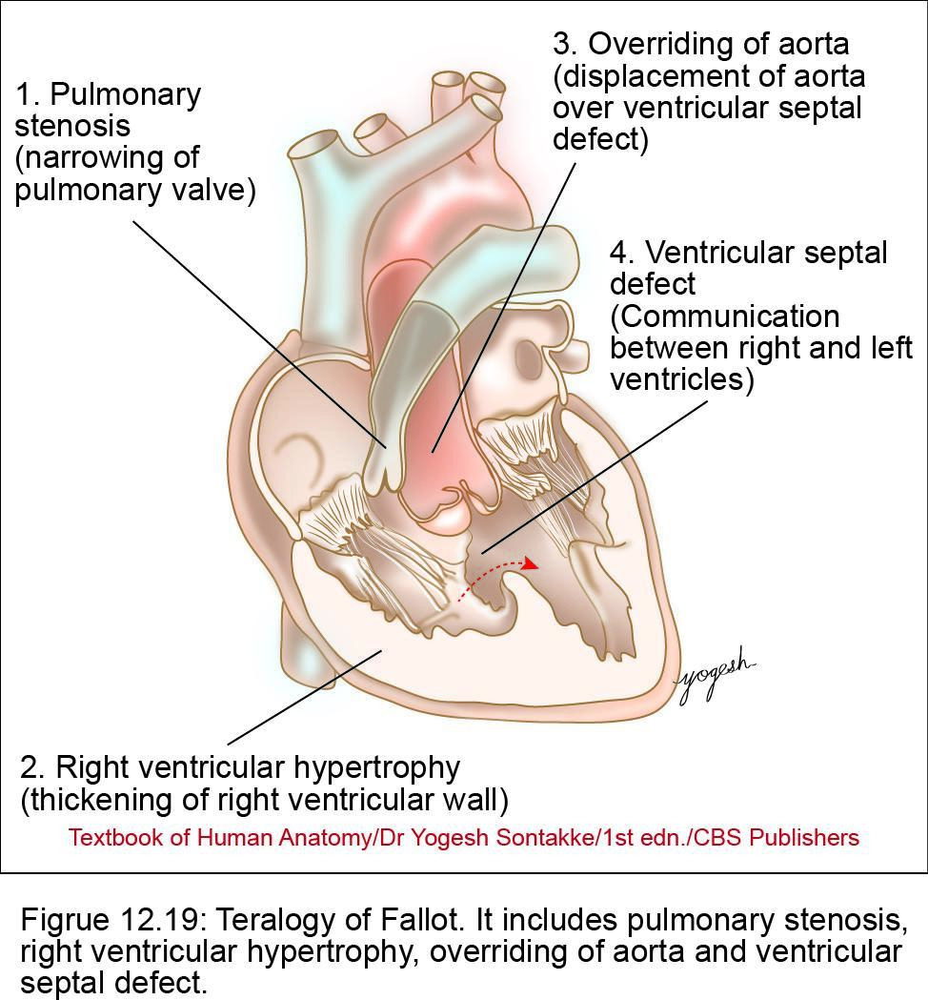 1. Pulmonary
stenosis
(narrowing of
pulmonary valve)
3. Overriding of aorta
(displacement of aorta
over ventricular septal
defect)
4. Ventricular septal
defect
(Communication
between right and left
ventricles)
yogesh
2. Right ventricular hypertrophy
(thickening of right ventricular wall)
Textbook of Human Anatomy/Dr Yogesh Sontakke/1st edn./CBS Publishers
Figrue 12.19: Teralogy of Fallot. It includes pulmonary stenosis,
right ventricular hypertrophy, overriding of aorta and ventricular
septal defect.